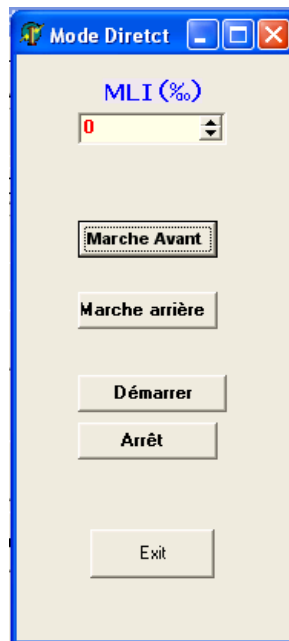 Mode Diretct
MLI(‰)
0
Marche Avant
Marche arrière
Démarrer
Arrêt
Exit